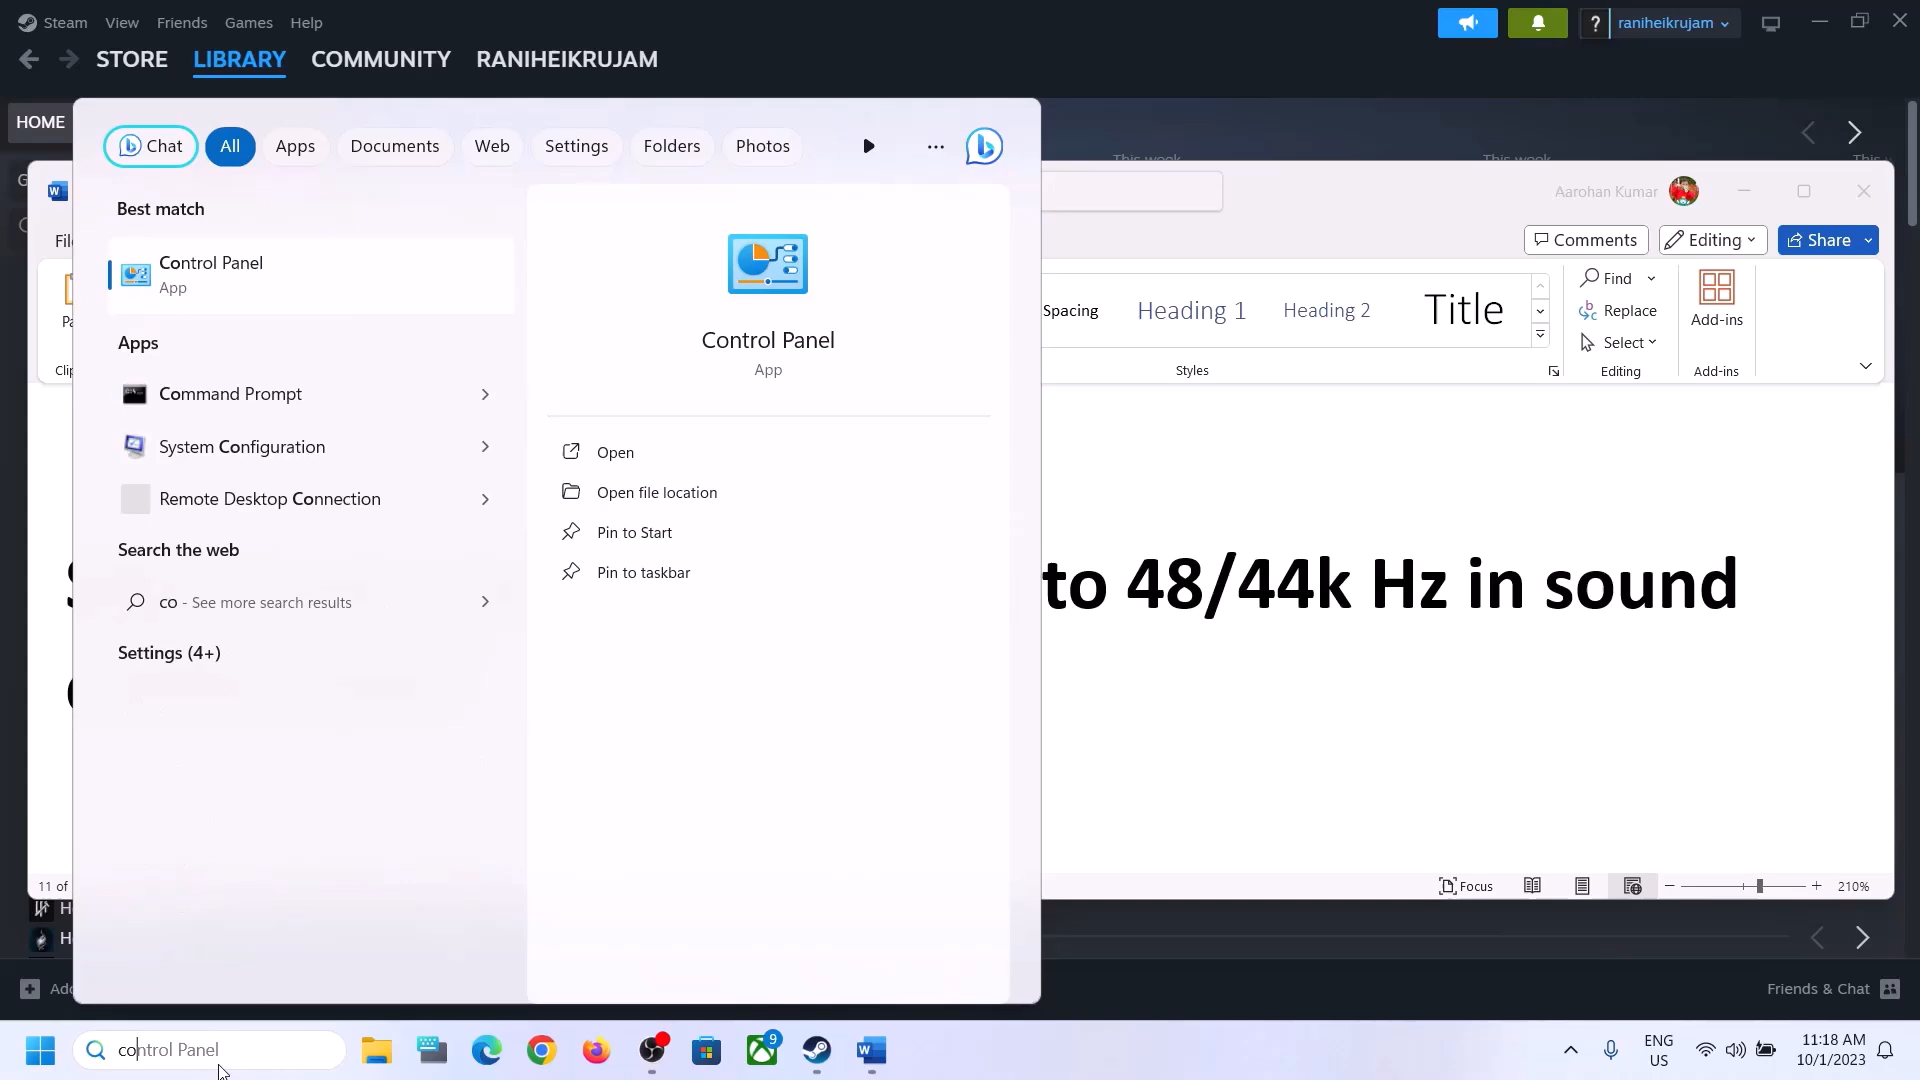 Steam View Friends Games Help
raniheikrujam
STORE LIBRARY COMMUNITY RANIHEIKRUJAM
HOME
Chat All Apps Documents Web Settings Folders Photos
Best match
Control Panel
App
Apps
Command Prompt
System Configuration
Remote Desktop Connection
Search the web
co - See more search results
Settings (4+)
Control Panel
App
Open
Open file location
Pin to Start
Pin to taskbar
Aarohan Kumar
Comments Editing Share
Spacing Heading 1 Heading 2 Title
Find
Replace
Select
Add-ins
Styles Editing Add-ins
to 48/44k Hz in sound
11 of
Focus
210%
Friends & Chat
control Panel
9
ENG
US
11:18 AM
10/1/2023